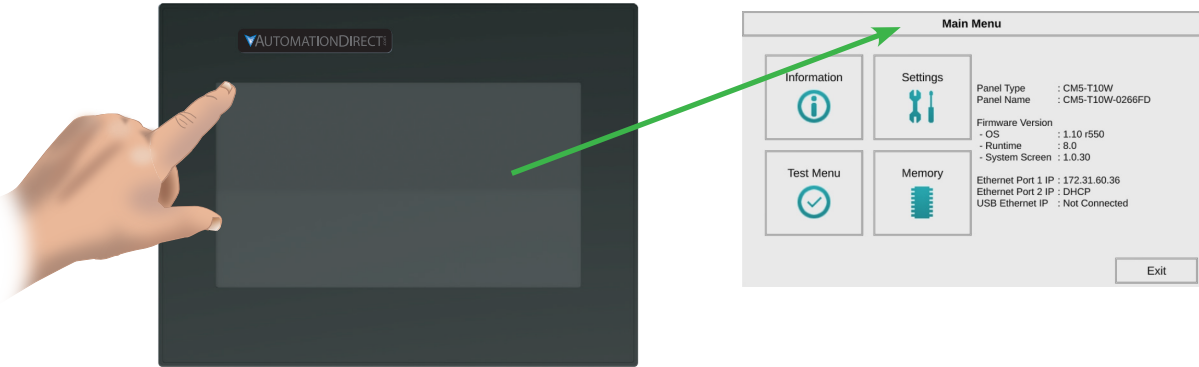 AUTOMATIONDIRECT
Main Menu
Information
Settings
Test Menu
Memory
Panel Type : CM5-T10W
Panel Name : CM5-T10W-0266FD
Firmware Version
- OS : 1.10 r550
- Runtime : 8.0
- System Screen : 1.0.30
Ethernet Port 1 IP : 172.31.60.36
Ethernet Port 2 IP : DHCP
USB Ethernet IP : Not Connected
Exit